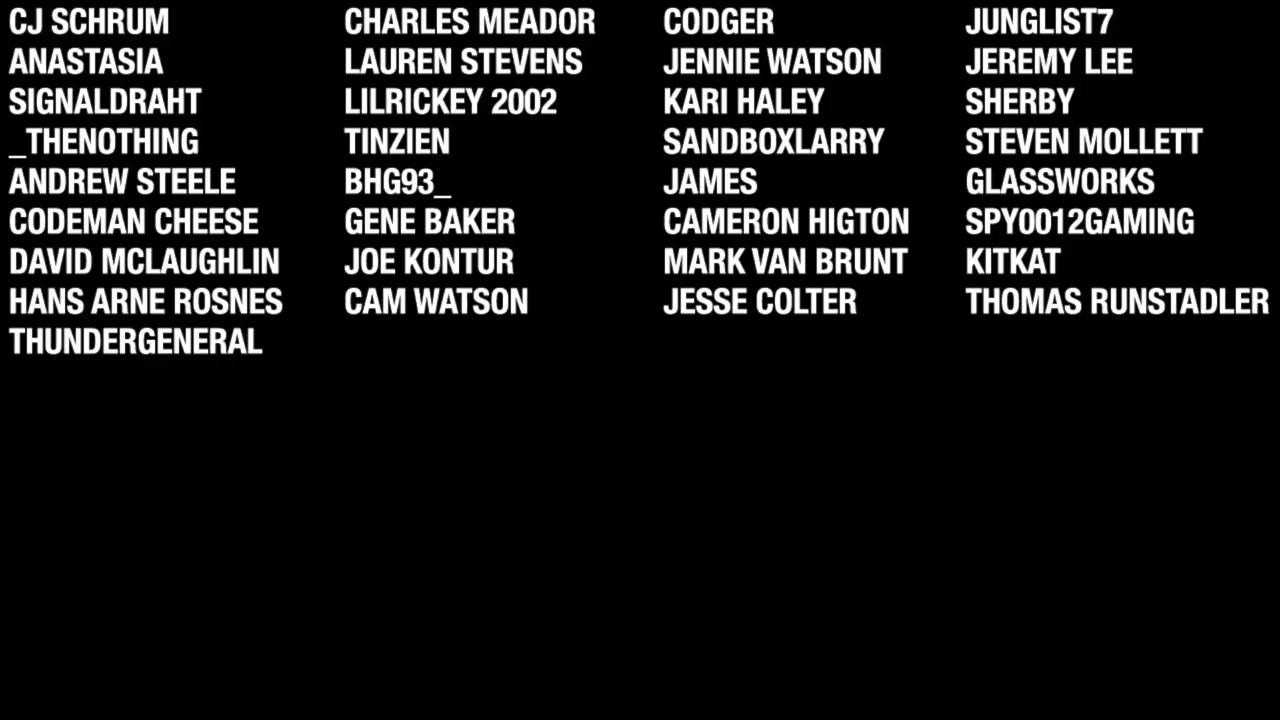 CJ SCHRUM CHARLES MEADOR CODGER JUNGLIST7
ANASTASIA LAUREN STEVENS JENNIE WATSON JEREMY LEE
SIGNALDRAHT LILRICKEY 2002 KARI HALEY SHERBY
_THENOTHING TINZIEN SANDBOXLARRY STEVEN MOLLETT
ANDREW STEELE BHG93_ JAMES GLASSWORKS
CODEMAN CHEESE GENE BAKER CAMERON HIGTON SPY0012GAMING
DAVID MCLAUGHLIN JOE KONTUR MARK VAN BRUNT KITKAT
HANS ARNE ROSNES CAM WATSON JESSE COLTER THOMAS RUNSTADLER
THUNDERGENERAL